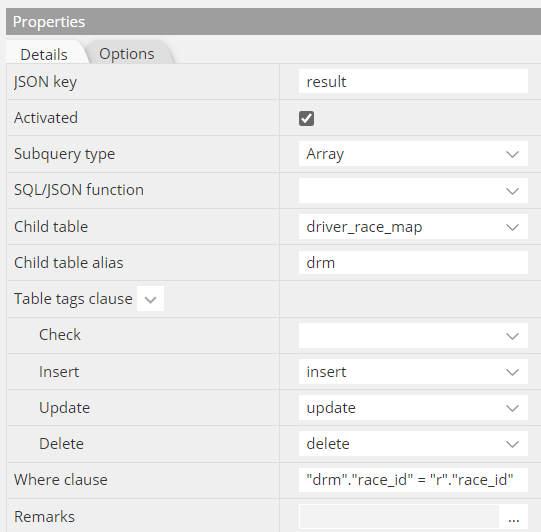 Properties
Details Options
JSON key result
Activated
Subquery type Array
SQL/JSON function
Child table driver_race_map
Child table alias drm
Table tags clause
Check
Insert insert
Update update
Delete delete
Where clause "drm"."race_id" = "r"."race_id"
Remarks ...